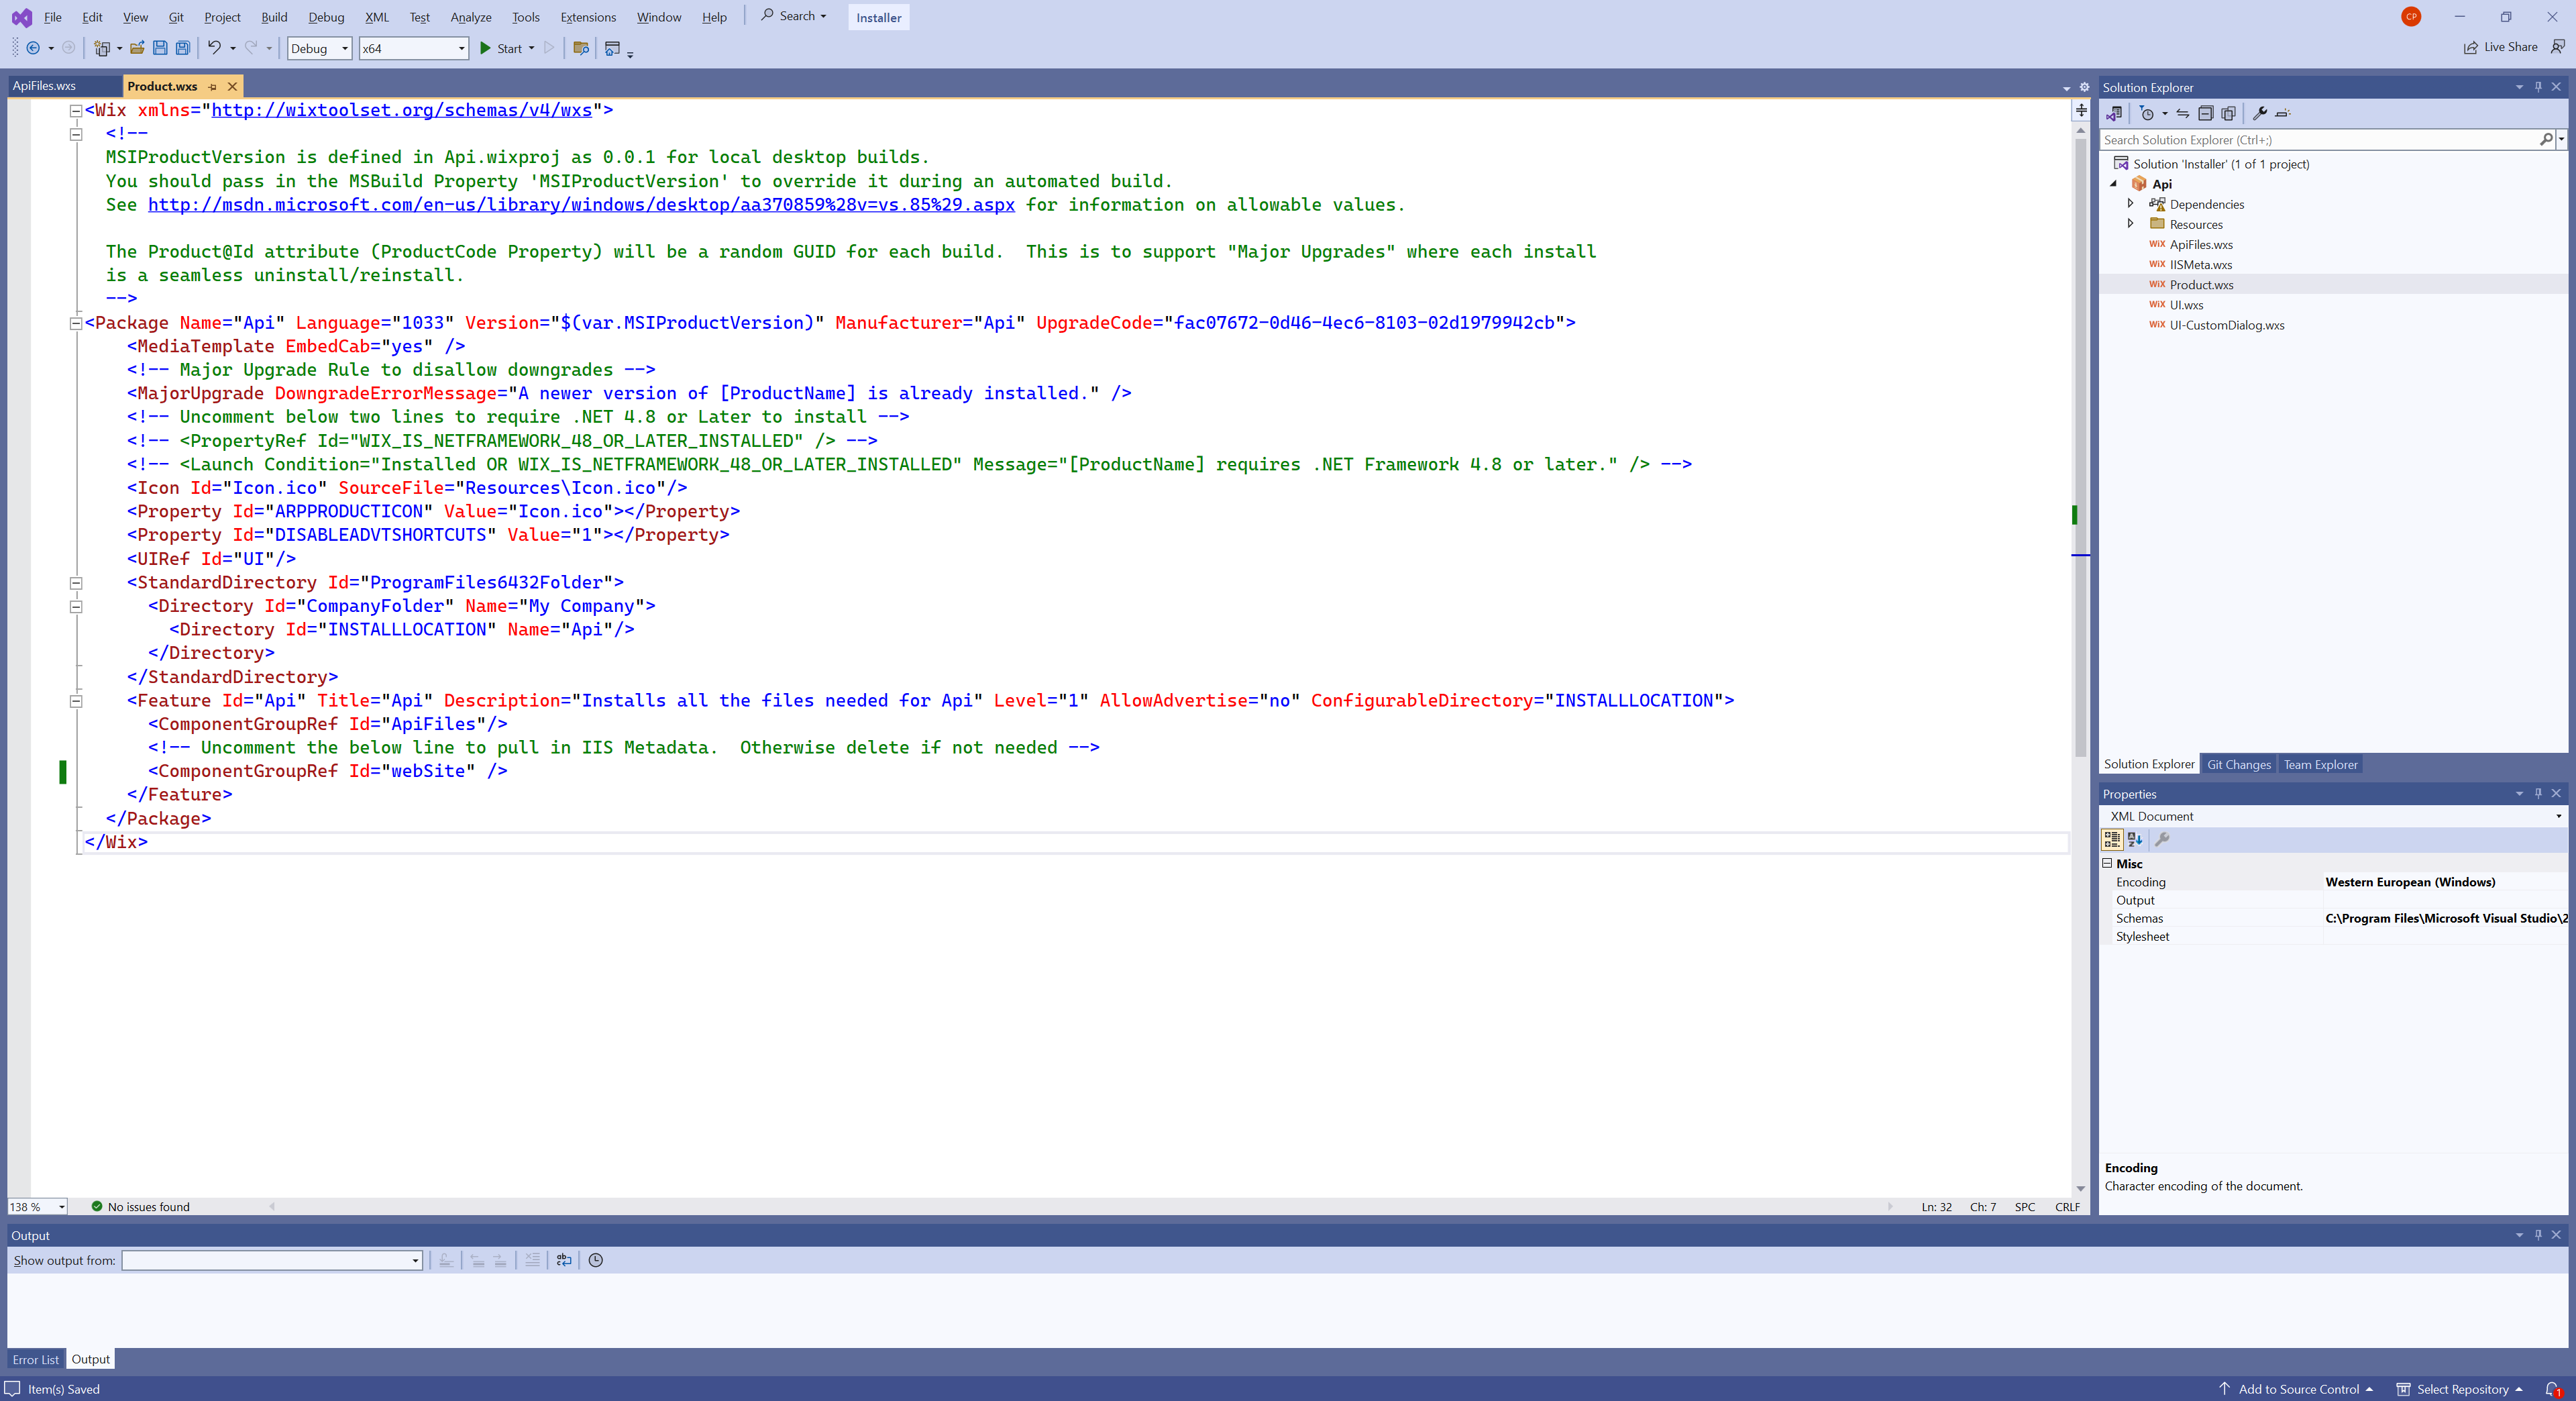 File Edit View Git Project Build Debug XML Test Analyze Tools Extensions Window Help Search Installer CP
Debug x64 Start Live Share
ApiFiles.wxs Product.wxs
<Wix xmlns="http://wixtoolset.org/schemas/v4/wxs">
<!--
MSIProductVersion is defined in Api.wixproj as 0.0.1 for local desktop builds.
You should pass in the MSBuild Property 'MSIProductVersion' to override it during an automated build.
See http://msdn.microsoft.com/en-us/library/windows/desktop/aa370859%28v=vs.85%29.aspx for information on allowable values.
The Product@Id attribute (ProductCode Property) will be a random GUID for each build.  This is to support "Major Upgrades" where each install
is a seamless uninstall/reinstall.
-->
<Package Name="Api" Language="1033" Version="$(var.MSIProductVersion)" Manufacturer="Api" UpgradeCode="fac07672-0d46-4ec6-8103-02d1979942cb">
<MediaTemplate EmbedCab="yes" />
<!-- Major Upgrade Rule to disallow downgrades -->
<MajorUpgrade DowngradeErrorMessage="A newer version of [ProductName] is already installed." />
<!-- Uncomment below two lines to require .NET 4.8 or Later to install -->
<!-- <PropertyRef Id="WIX_IS_NETFRAMEWORK_48_OR_LATER_INSTALLED" /> -->
<!-- <Launch Condition="Installed OR WIX_IS_NETFRAMEWORK_48_OR_LATER_INSTALLED" Message="[ProductName] requires .NET Framework 4.8 or later." /> -->
<Icon Id="Icon.ico" SourceFile="Resources\Icon.ico"/>
<Property Id="ARPPRODUCTICON" Value="Icon.ico"></Property>
<Property Id="DISABLEADVTSHORTCUTS" Value="1"></Property>
<UIRef Id="UI"/>
<StandardDirectory Id="ProgramFiles6432Folder">
<Directory Id="CompanyFolder" Name="My Company">
<Directory Id="INSTALLLOCATION" Name="Api"/>
</Directory>
</StandardDirectory>
<Feature Id="Api" Title="Api" Description="Installs all the files needed for Api" Level="1" AllowAdvertise="no" ConfigurableDirectory="INSTALLLOCATION">
<ComponentGroupRef Id="ApiFiles"/>
<!-- Uncomment the below line to pull in IIS Metadata.  Otherwise delete if not needed -->
<ComponentGroupRef Id="webSite" />
</Feature>
</Package>
</Wix>
138 % No issues found Ln: 32 Ch: 7 SPC CRLF
Solution Explorer
Search Solution Explorer (Ctrl+;)
Solution 'Installer' (1 of 1 project)
Api
Dependencies
Resources
WiX ApiFiles.wxs
WiX IISMeta.wxs
WiX Product.wxs
WiX UI.wxs
WiX UI-CustomDialog.wxs
Solution Explorer Git Changes Team Explorer
Properties
XML Document
Misc
Encoding Western European (Windows)
Output
Schemas C:\Program Files\Microsoft Visual Studio\2
Stylesheet
Encoding
Character encoding of the document.
Output
Show output from:
Error List Output
Item(s) Saved Add to Source Control Select Repository 1